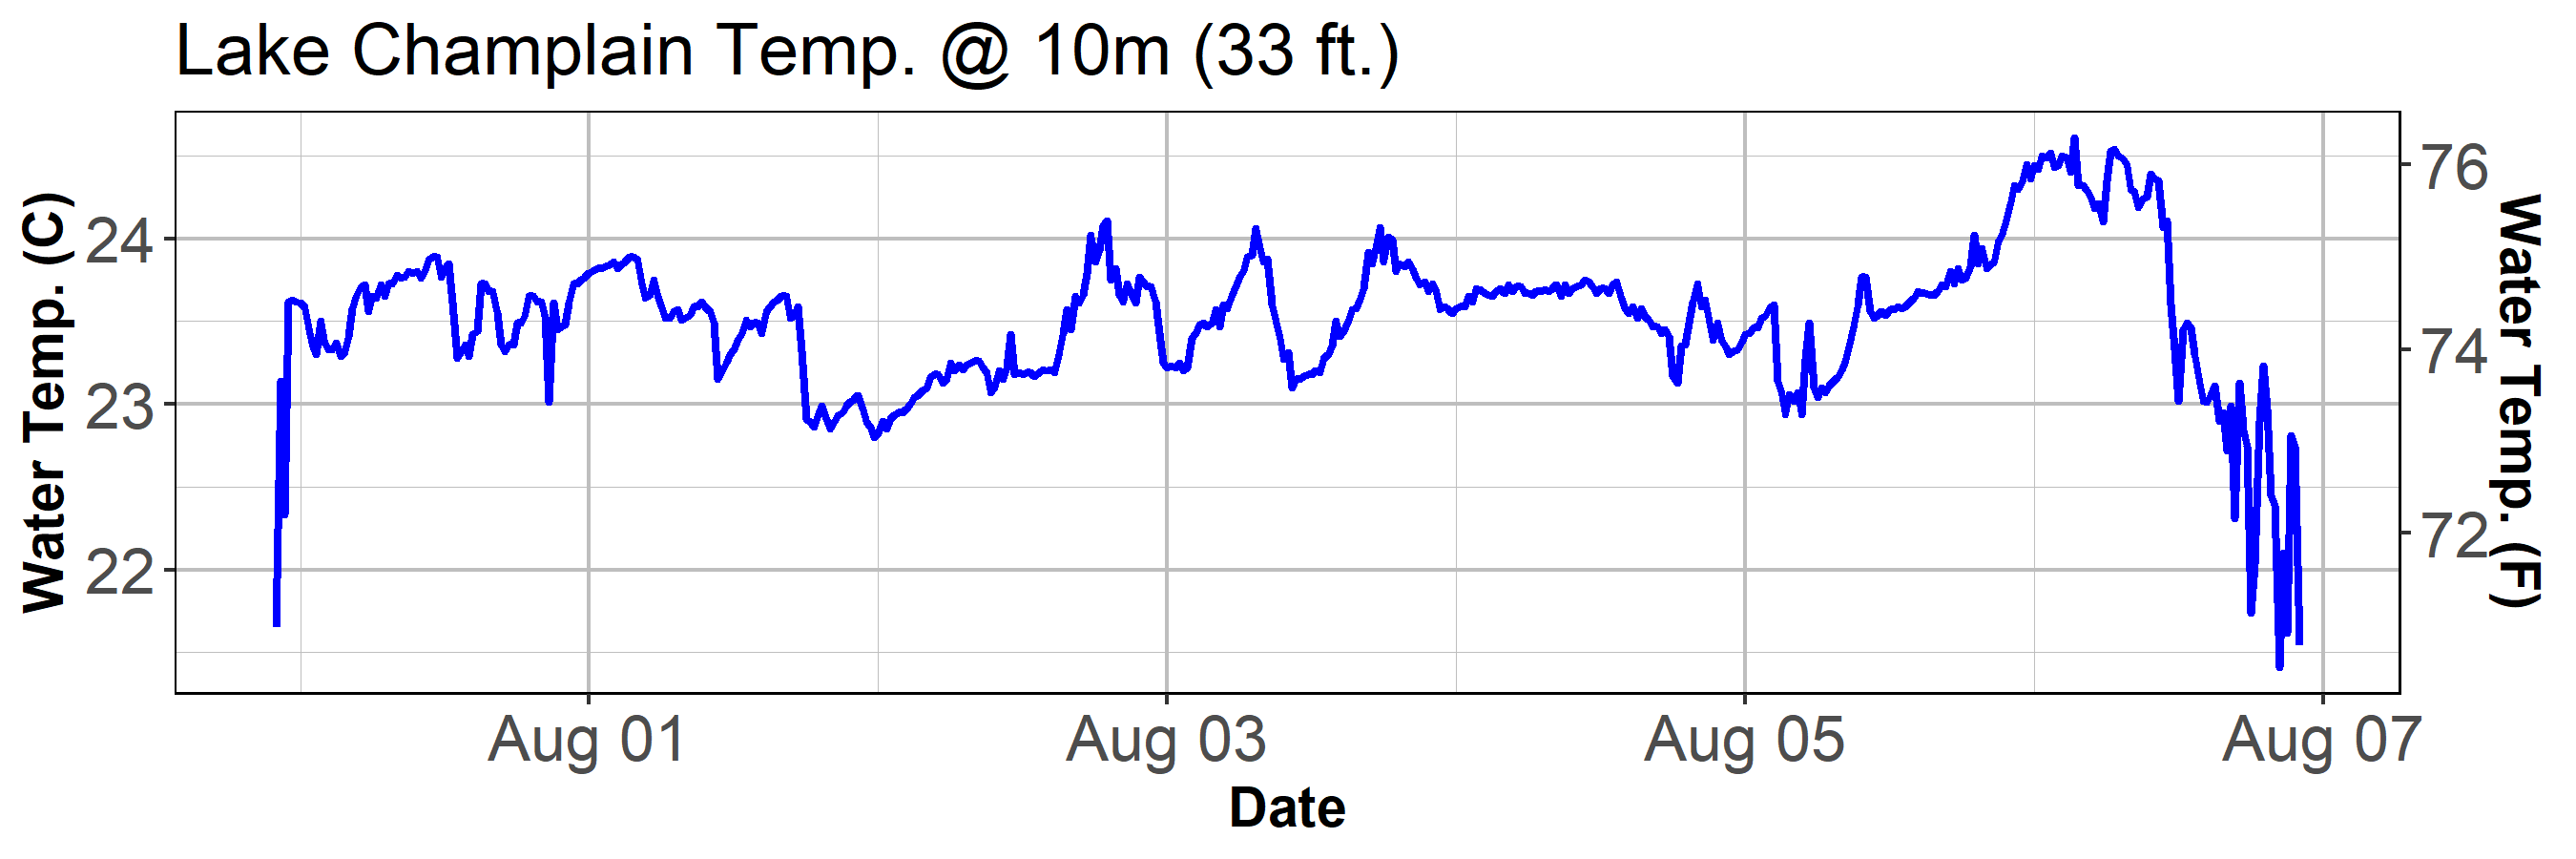 Lake Champlain Temp. @ 10m (33 ft.)
Water Temp. (C)
24
23
22
76
74
72
Water Temp. (F)
Aug 01
Aug 03
Aug 05
Aug 07
Date